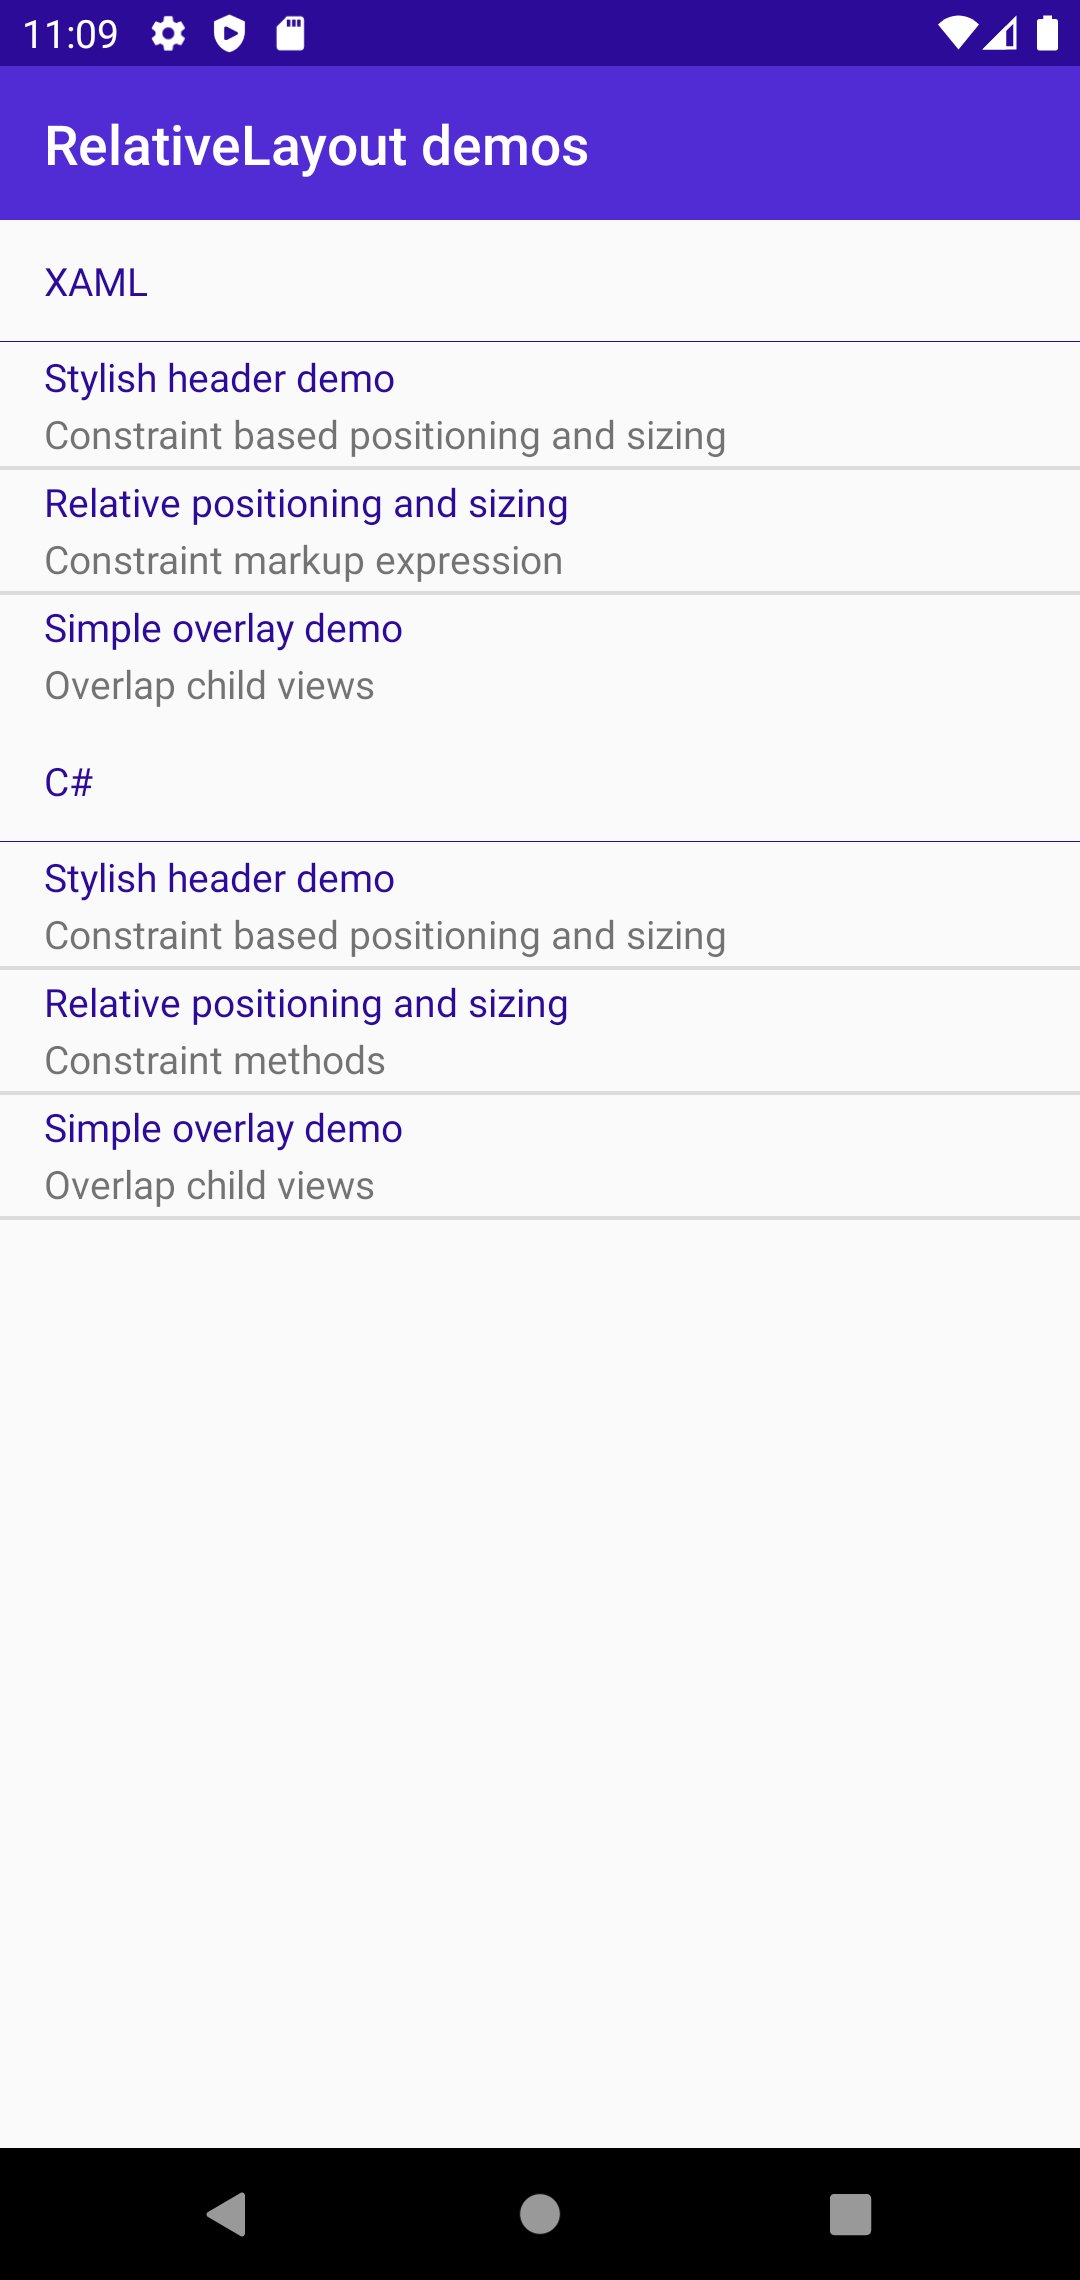 11:09
RelativeLayout demos
XAML
Stylish header demo
Constraint based positioning and sizing
Relative positioning and sizing
Constraint markup expression
Simple overlay demo
Overlap child views
C#
Stylish header demo
Constraint based positioning and sizing
Relative positioning and sizing
Constraint methods
Simple overlay demo
Overlap child views